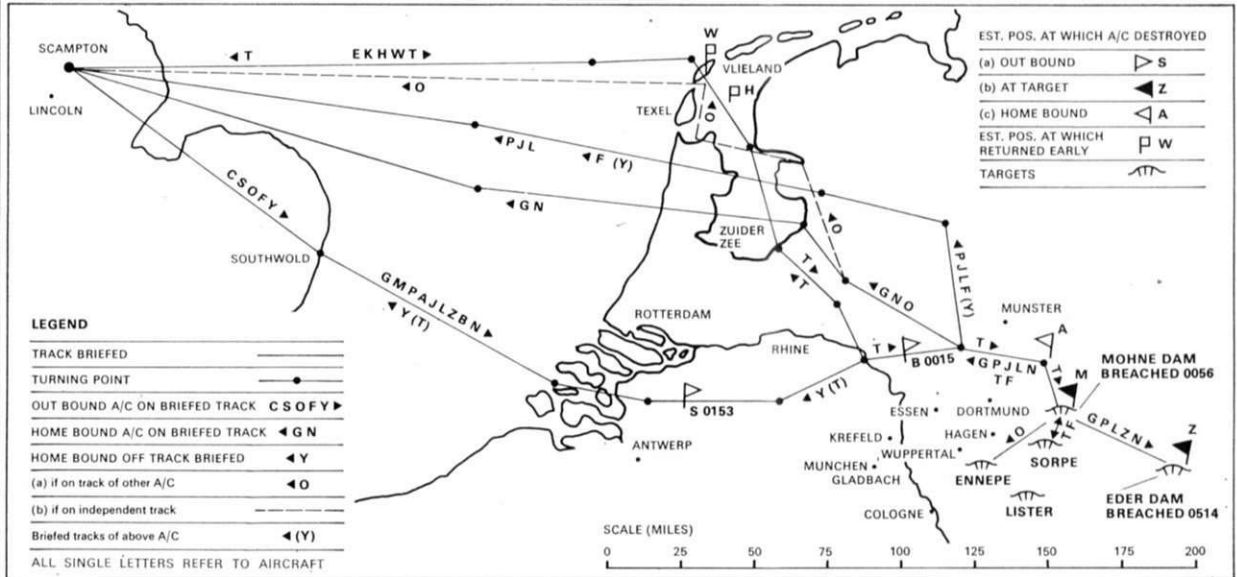 SCAMPTON
LINCOLN
◄ T EKHWT ►
◄ O
◄ PJL
◄ F (Y)
◄ GN
CSOFY ►
SOUTHWOLD
GMPAJLZBN ►
◄ Y (T)
W
VLIELAND
H
TEXEL
◄ O
ZUIDER
ZEE
◄ O
T ►
◄ T
◄ GNO
◄ PJLF(Y)
MUNSTER
ROTTERDAM
RHINE
T ►
B 0015
T ►
◄ GPJLN
TF
A
T ►
M
MOHNE DAM
BREACHED 0056
S 0153
◄ Y (T)
ANTWERP
ESSEN
DORTMUND
KREFELD
HAGEN
WUPPERTAL
MUNCHEN
GLADBACH
COLOGNE
◄ O
TF
GPLZN ►
Z
SORPE
ENNEPE
LISTER
EDER DAM
BREACHED 0514
EST. POS. AT WHICH A/C DESTROYED
(a) OUT BOUND S
(b) AT TARGET Z
(c) HOME BOUND A
EST. POS. AT WHICH
RETURNED EARLY W
TARGETS
LEGEND
TRACK BRIEFED
TURNING POINT
OUT BOUND A/C ON BRIEFED TRACK CSOFY ►
HOME BOUND A/C ON BRIEFED TRACK ◄ GN
HOME BOUND OFF TRACK BRIEFED ◄ Y
(a) if on track of other A/C ◄ O
(b) if on independent track
Briefed tracks of above A/C ◄ (Y)
ALL SINGLE LETTERS REFER TO AIRCRAFT
SCALE (MILES)
0 25 50 75 100 125 150 175 200